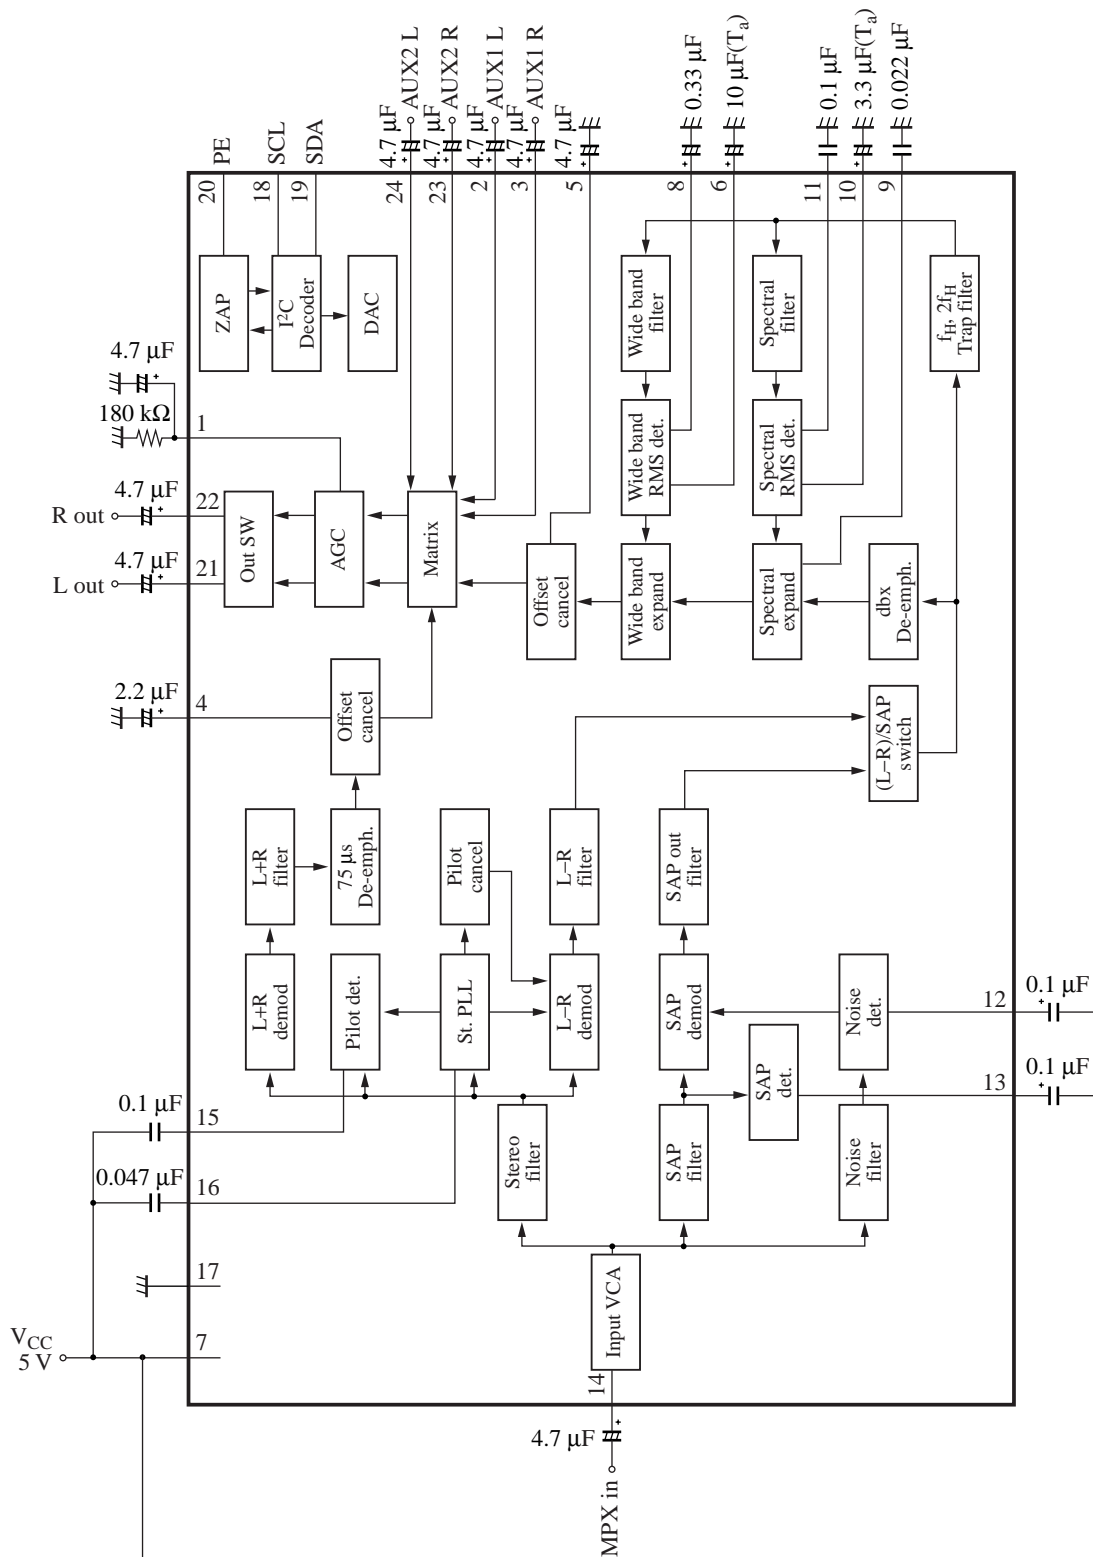 4.7 μF
AUX2 L
4.7 μF
AUX2 R
4.7 μF
AUX1 L
4.7 μF
AUX1 R
4.7 μF
0.33 μF
10 μF(Ta)
0.1 μF
3.3 μF(Ta)
0.022 μF
PE
SCL
SDA
20
18
19
24
23
2
3
5
8
6
11
10
9
ZAP
I²C
Decoder
DAC
Wide band
filter
Spectral
filter
fH, 2fH
Trap filter
4.7 μF
180 kΩ
1
Wide band
RMS det.
Spectral
RMS det.
4.7 μF
R out
22
4.7 μF
L out
21
Out SW
AGC
Matrix
Offset
cancel
Wide band
expand
Spectral
expand
dbx
De-emph.
2.2 μF
4
Offset
cancel
(L−R)/SAP
switch
L+R
filter
75 μs
De-emph.
Pilot
cancel
L−R
filter
SAP out
filter
L+R
demod
Pilot det.
St. PLL
L−R
demod
SAP
demod
Noise
det.
12
0.1 μF
SAP
det.
13
0.1 μF
0.1 μF
15
0.047 μF
16
Stereo
filter
SAP
filter
Noise
filter
17
VCC
5 V
7
Input VCA
14
4.7 μF
MPX in